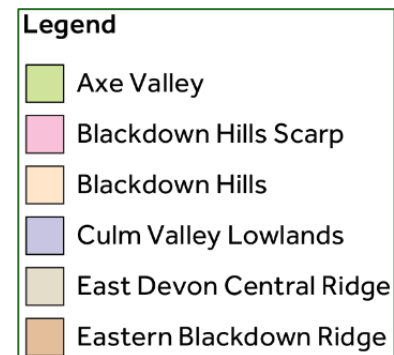 Legend
Axe Valley
Blackdown Hills Scarp
Blackdown Hills
Culm Valley Lowlands
East Devon Central Ridge
Eastern Blackdown Ridge